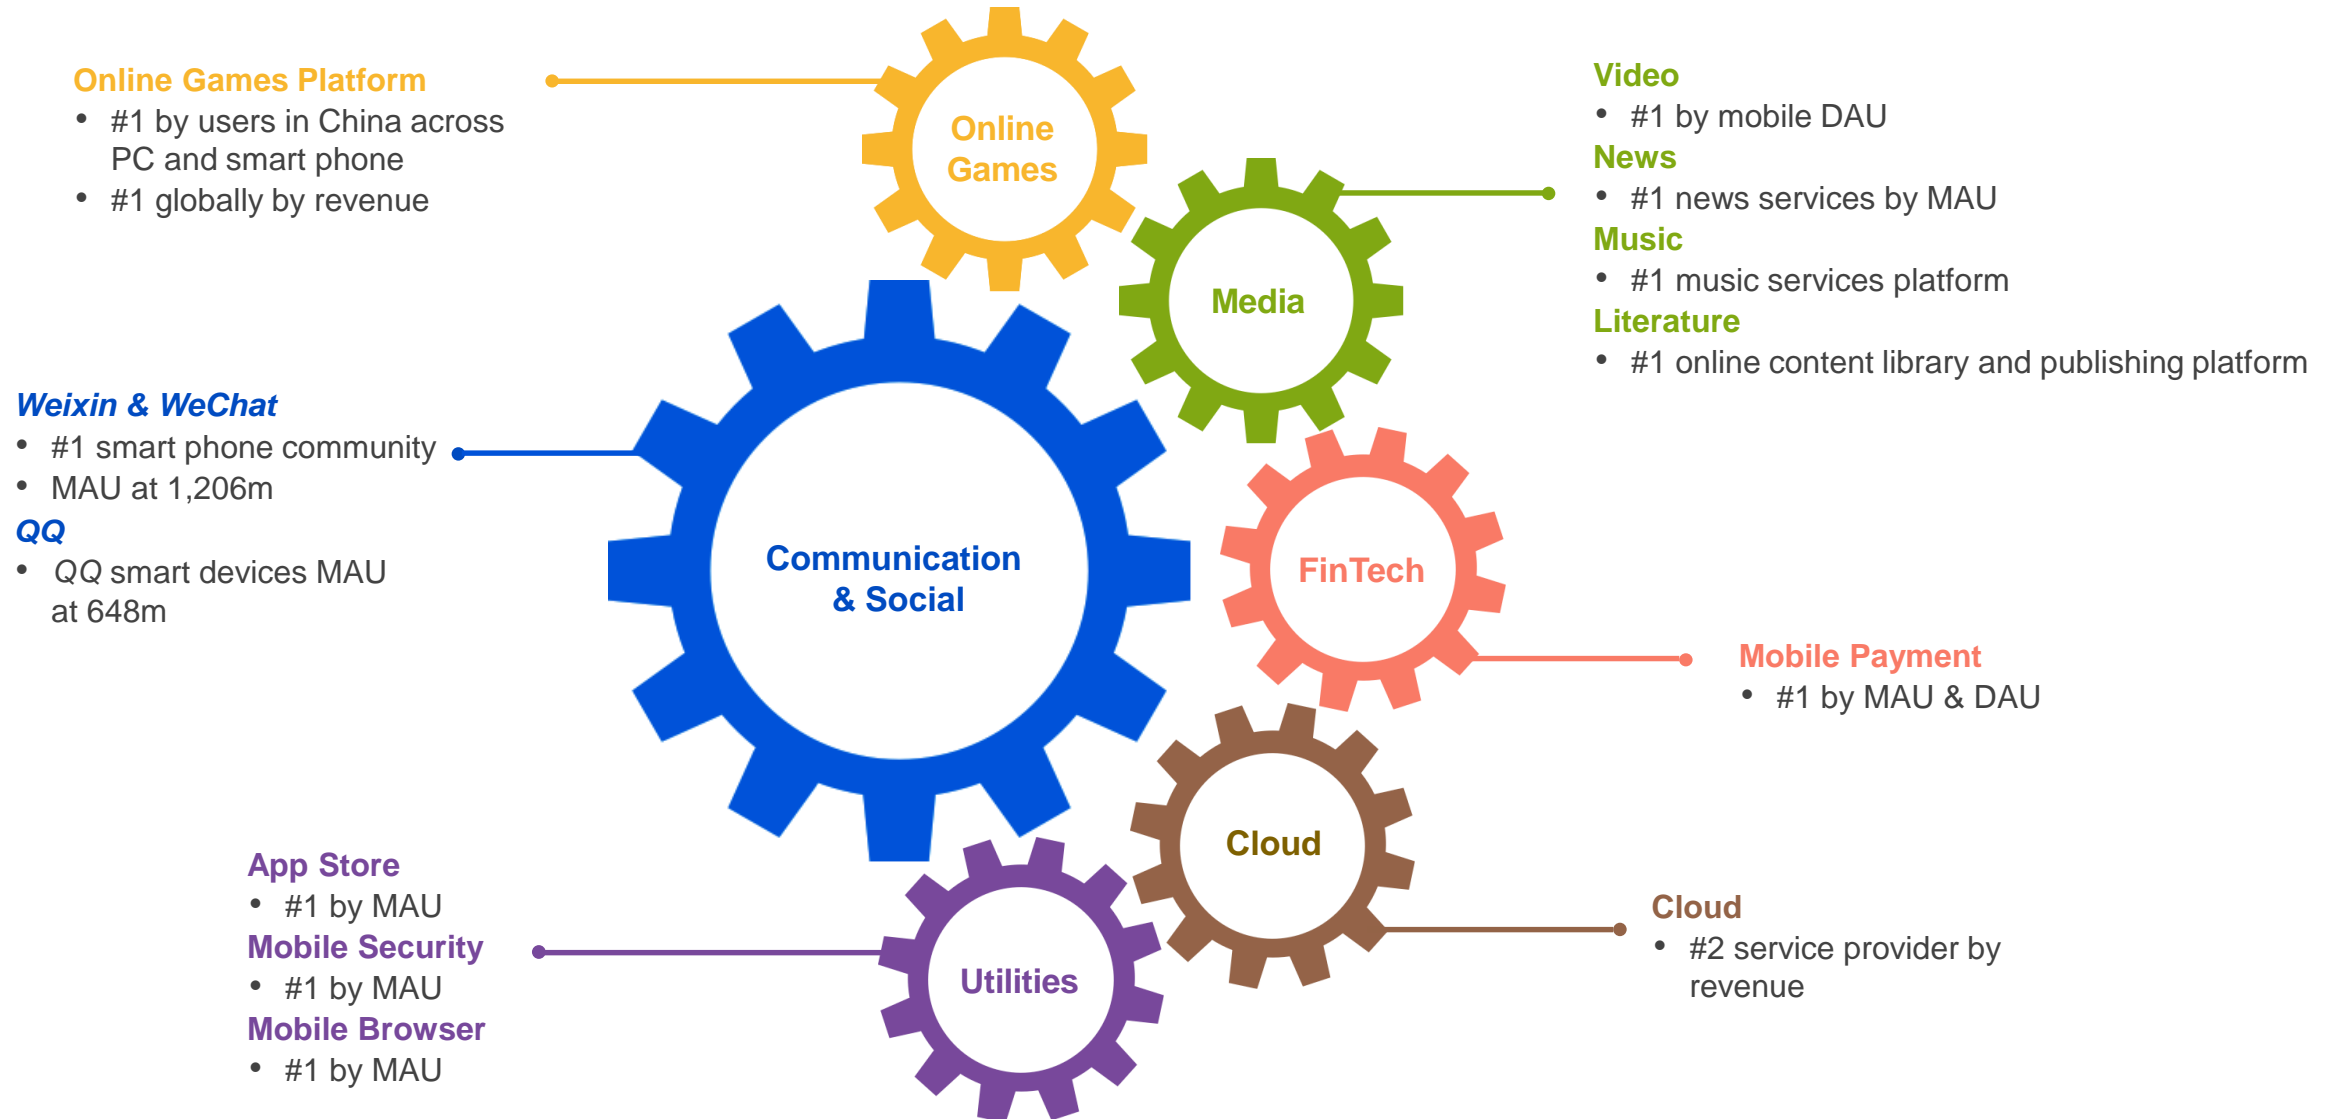 Online Games Platform
• #1 by users in China across
PC and smart phone
• #1 globally by revenue
Online
Games
Video
• #1 by mobile DAU
News
• #1 news services by MAU
Music
• #1 music services platform
Literature
• #1 online content library and publishing platform
Media
Weixin & WeChat
• #1 smart phone community
• MAU at 1,206m
QQ
• QQ smart devices MAU
at 648m
Communication
& Social
FinTech
Mobile Payment
• #1 by MAU & DAU
Cloud
Cloud
• #2 service provider by
revenue
App Store
• #1 by MAU
Mobile Security
• #1 by MAU
Mobile Browser
• #1 by MAU
Utilities